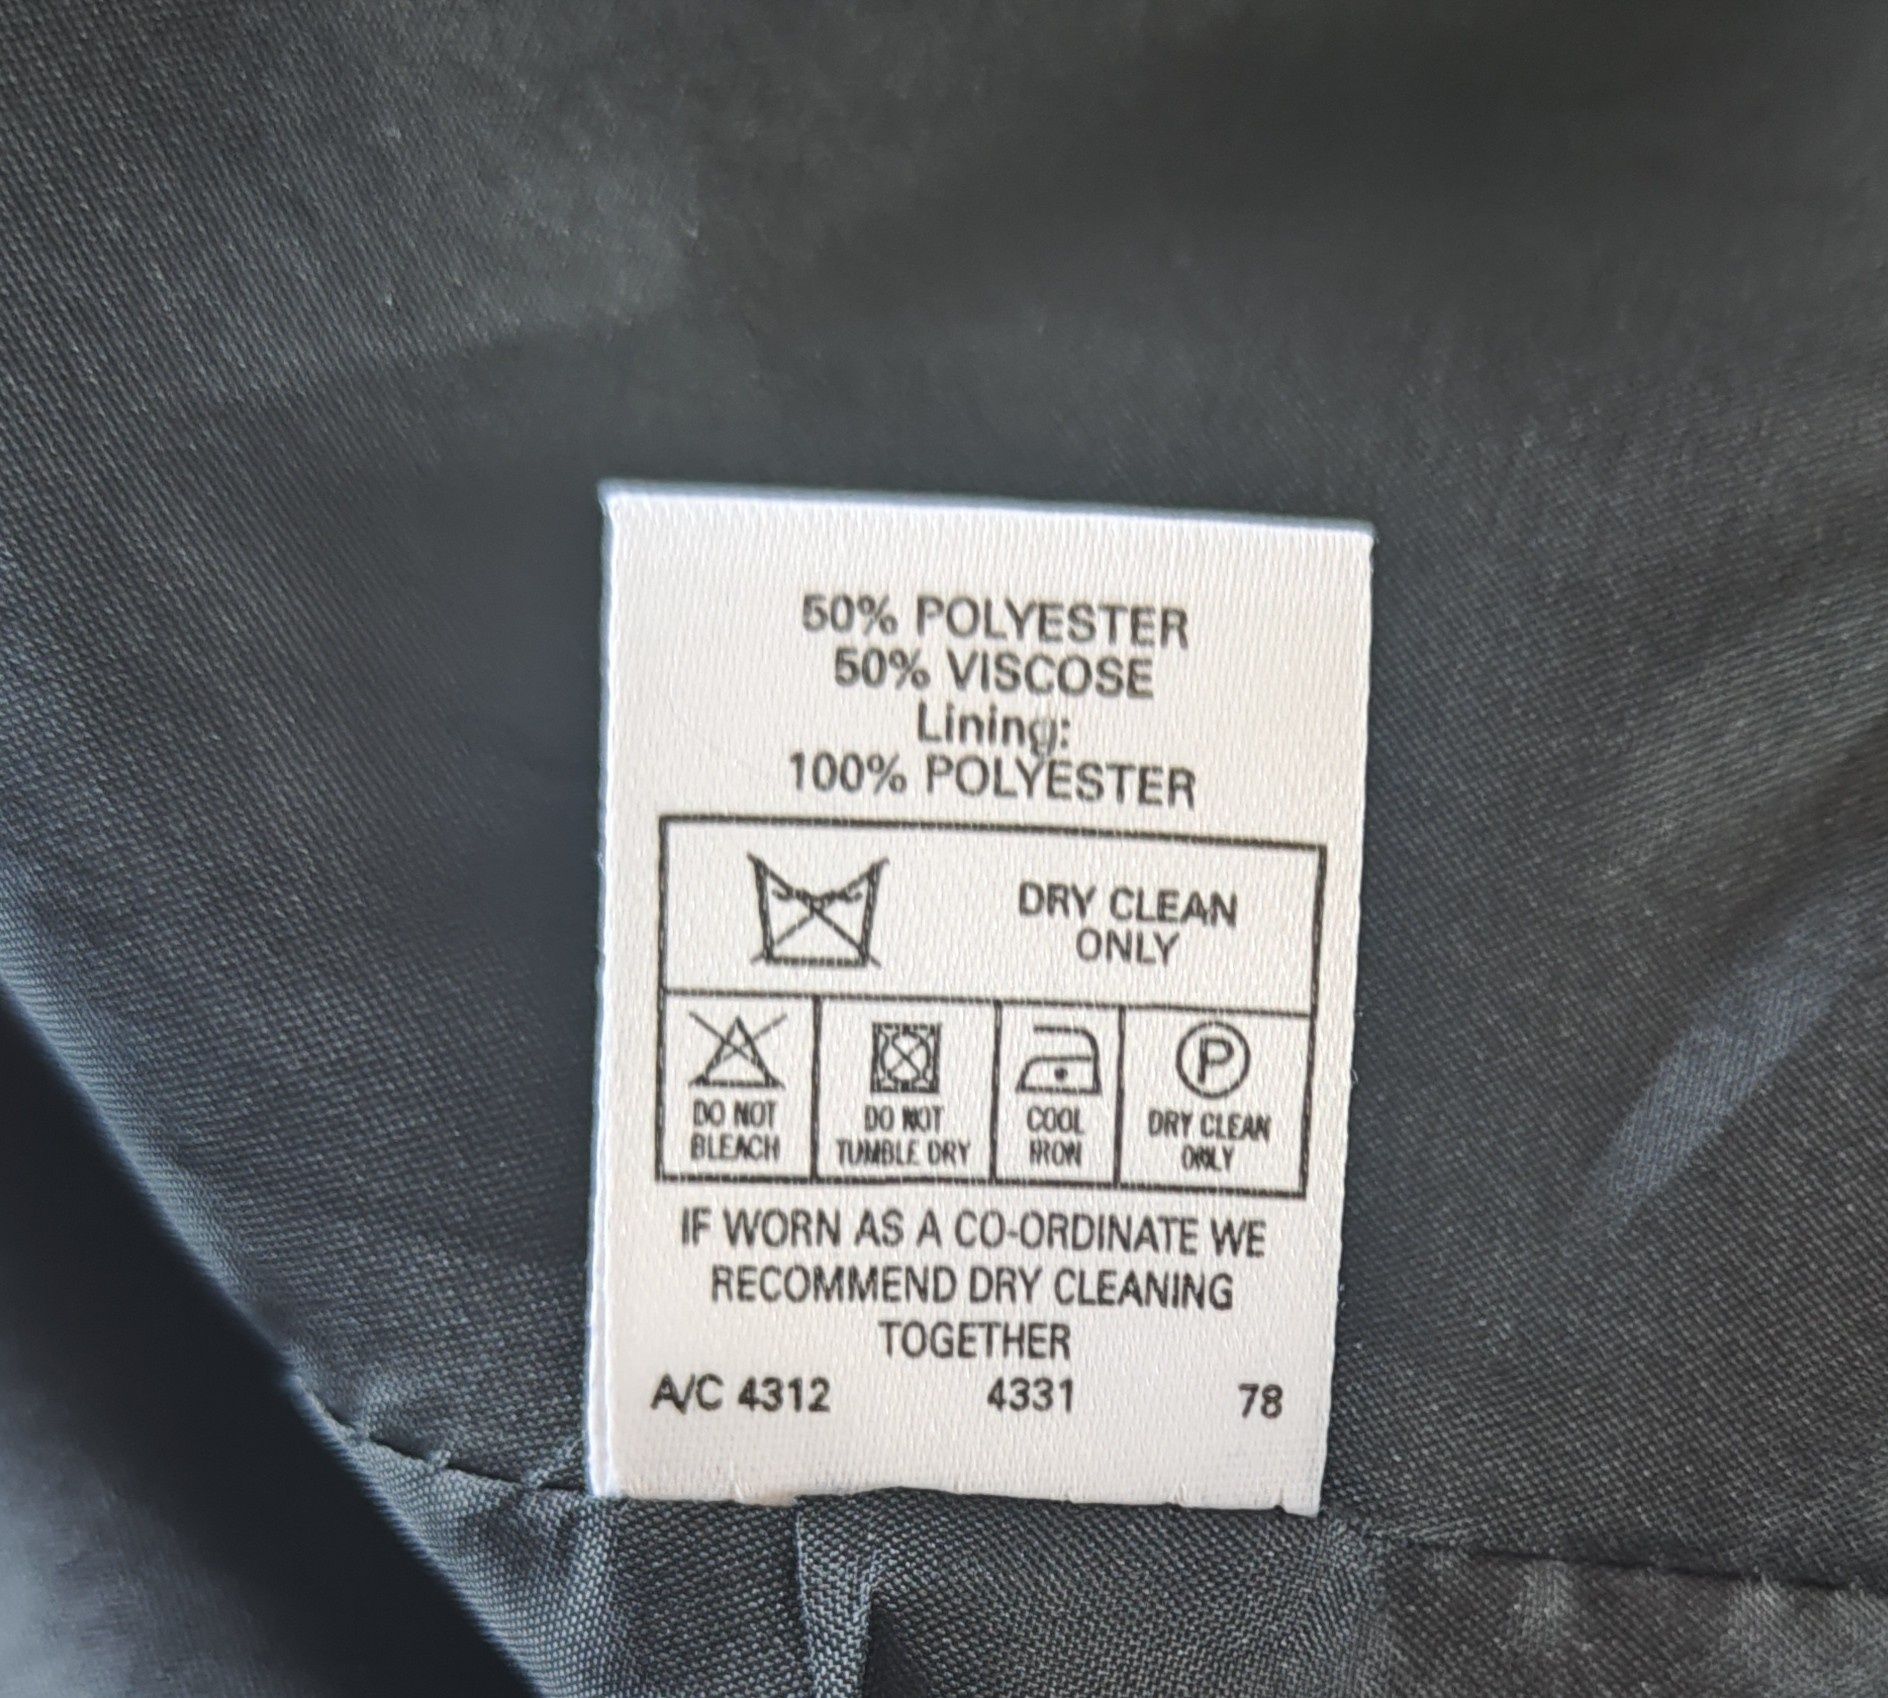 50% POLYESTER
50% VISCOSE
Lining:
100% POLYESTER
DRY CLEAN
ONLY
DO NOT
BLEACH
DO NOT
TUMBLE DRY
COOL
IRON
P
DRY CLEAN
ONLY
IF WORN AS A CO-ORDINATE WE
RECOMMEND DRY CLEANING
TOGETHER
A/C 4312 4331 78